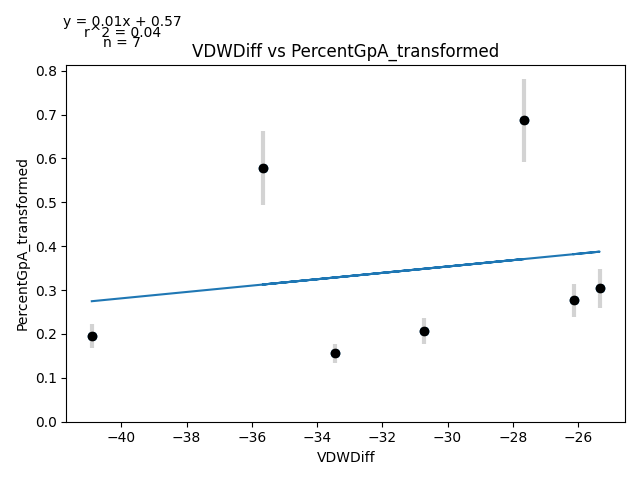 y = 0.01x + 0.57
r^2 = 0.04
n = 7
VDWDiff vs PercentGpA_transformed
PercentGpA_transformed
0.8
0.7
0.6
0.5
0.4
0.3
0.2
0.1
0.0
−40 −38 −36 −34 −32 −30 −28 −26
VDWDiff